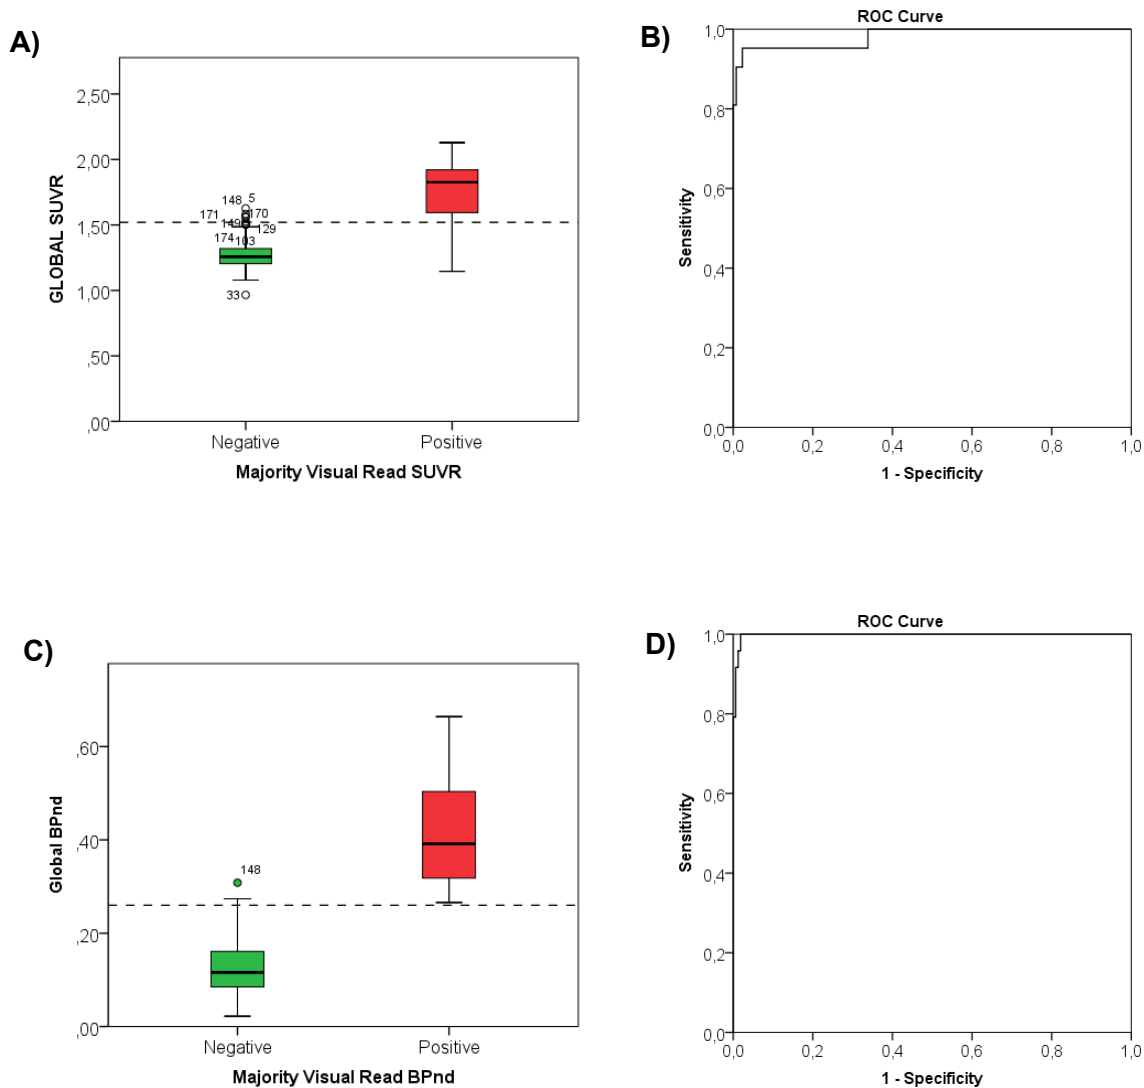 A)
GLOBAL SUVR
2,50
2,00
1,50
1,00
,50
,00
148 5
171 170
149 129
174 103
33
Negative Positive
Majority Visual Read SUVR
B)
ROC Curve
Sensitivity
1,0
0,8
0,6
0,4
0,2
0,0
0,0 0,2 0,4 0,6 0,8 1,0
1 - Specificity
C)
Global BPnd
,60
,40
,20
,00
148
Negative Positive
Majority Visual Read BPnd
D)
ROC Curve
Sensitivity
1,0
0,8
0,6
0,4
0,2
0,0
0,0 0,2 0,4 0,6 0,8 1,0
1 - Specificity